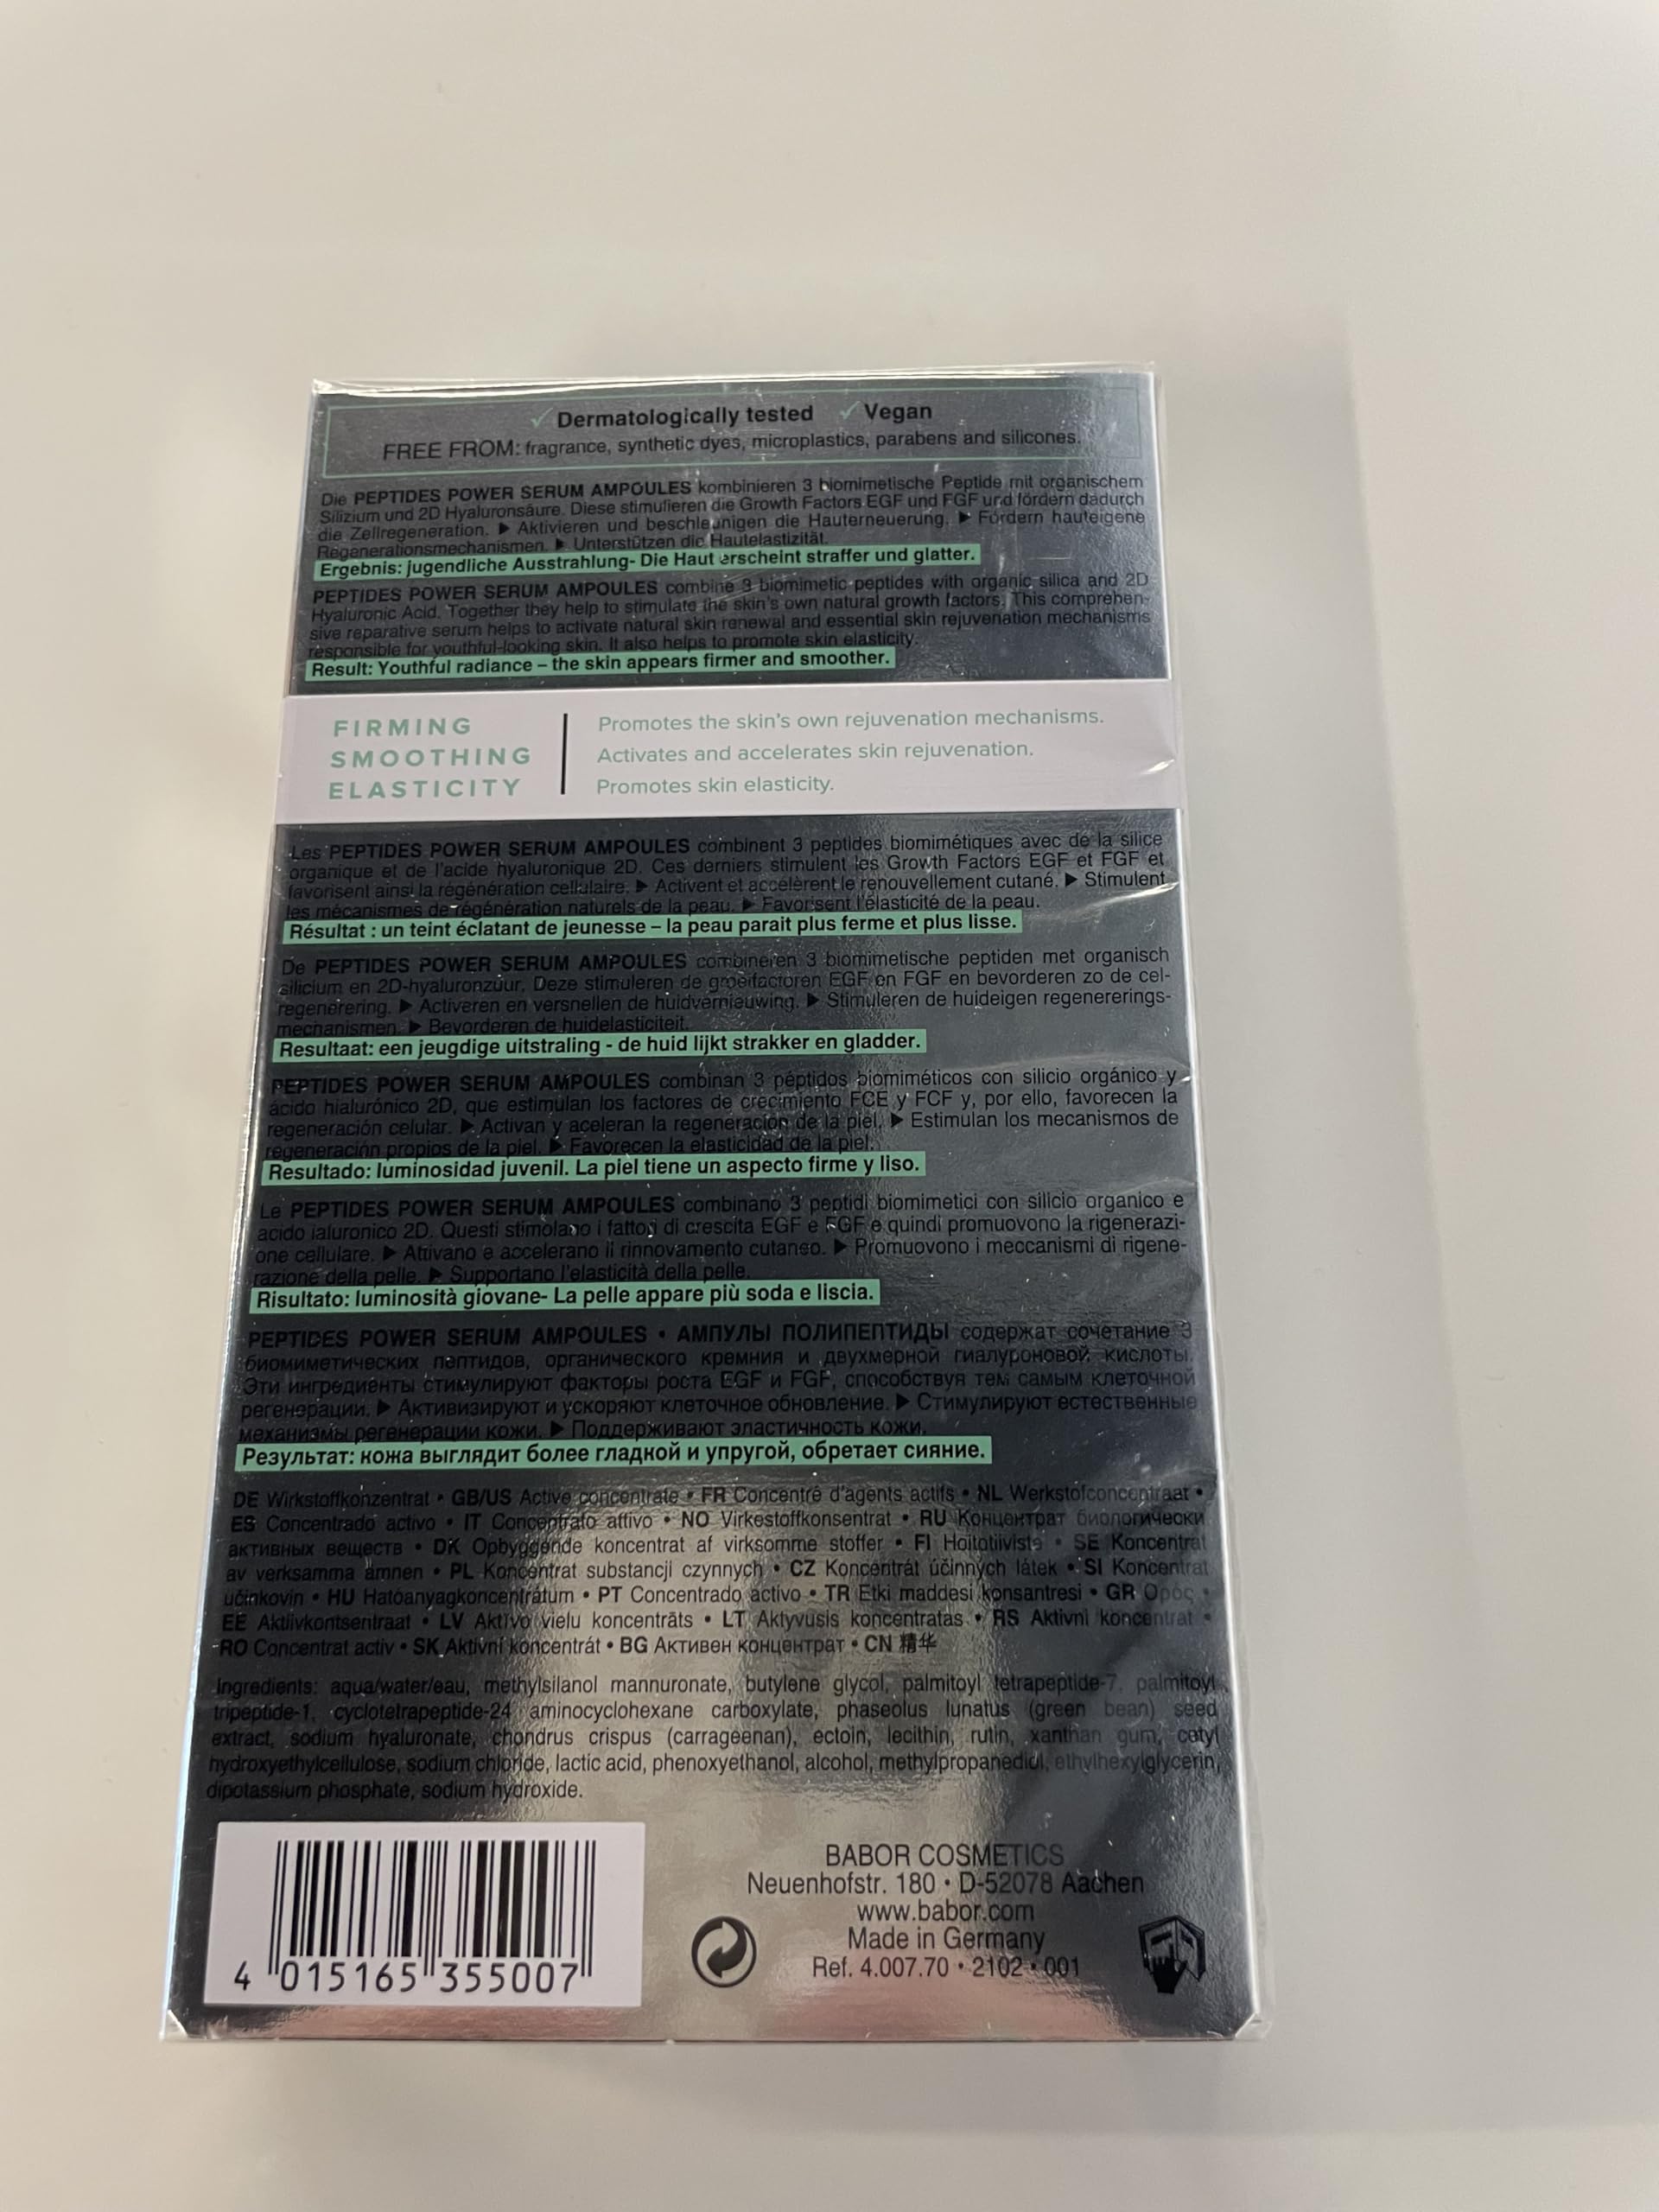 ✓ Dermatologically tested ✓ Vegan
FREE FROM: fragrance, synthetic dyes, microplastics, parabens and silicones.
Die PEPTIDES POWER SERUM AMPOULES kombinieren 3 biomimetische Peptide mit organischem
Silizium und 2D Hyaluronsäure. Diese stimulieren die Growth Factors EGF und FGF und fördern dadurch
die Zellregeneration. ▶ Aktivieren und beschleunigen die Hauterneuerung. ▶ Fördern hauteigene
Regenerationsmechanismen. ▶ Unterstützen die Hautelastizität.
Ergebnis: jugendliche Ausstrahlung- Die Haut erscheint straffer und glatter.
PEPTIDES POWER SERUM AMPOULES combine 3 biomimetic peptides with organic silica and 2D
Hyaluronic Acid. Together they help to stimulate the skin's own natural growth factors. This comprehen-
sive reparative serum helps to activate natural skin renewal and essential skin rejuvenation mechanisms
responsible for youthful-looking skin. It also helps to promote skin elasticity.
Result: Youthful radiance – the skin appears firmer and smoother.
FIRMING
SMOOTHING
ELASTICITY
Promotes the skin's own rejuvenation mechanisms.
Activates and accelerates skin rejuvenation.
Promotes skin elasticity.
Les PEPTIDES POWER SERUM AMPOULES combinent 3 peptides biomimétiques avec de la silice
organique et de l'acide hyaluronique 2D. Ces derniers stimulent les Growth Factors EGF et FGF et
favorisent ainsi la régénération cellulaire. ▶ Activent et accélèrent le renouvellement cutané. ▶ Stimulent
les mécanismes de régénération naturels de la peau. ▶ Favorisent l'élasticité de la peau.
Résultat : un teint éclatant de jeunesse – la peau parait plus ferme et plus lisse.
De PEPTIDES POWER SERUM AMPOULES combineren 3 biomimetische peptiden met organisch
silicium en 2D-hyaluronzuur. Deze stimuleren de groeifactoren EGF en FGF en bevorderen zo de cel-
regenerering. ▶ Activeren en versnellen de huidvernieuwing. ▶ Stimuleren de huideigen regenererings-
mechanismen. ▶ Bevorderen de huidelasticiteit.
Resultaat: een jeugdige uitstraling - de huid lijkt strakker en gladder.
PEPTIDES POWER SERUM AMPOULES combinan 3 péptidos biomiméticos con silicio orgánico y
ácido hialurónico 2D, que estimulan los factores de crecimiento FCE y FCF y, por ello, favorecen la
regeneración celular. ▶ Activan y aceleran la regeneración de la piel. ▶ Estimulan los mecanismos de
regeneración propios de la piel. ▶ Favorecen la elasticidad de la piel.
Resultado: luminosidad juvenil. La piel tiene un aspecto firme y liso.
Le PEPTIDES POWER SERUM AMPOULES combinano 3 peptidi biomimetici con silicio organico e
acido ialuronico 2D. Questi stimolano i fattori di crescita EGF e FGF e quindi promuovono la rigenerazi-
one cellulare. ▶ Attivano e accelerano il rinnovamento cutaneo. ▶ Promuovono i meccanismi di rigene-
razione della pelle. ▶ Supportano l'elasticità della pelle.
Risultato: luminosità giovane- La pelle appare più soda e liscia.
PEPTIDES POWER SERUM AMPOULES • АМПУЛЫ ПОЛИПЕПТИДЫ содержат сочетание 3
биомиметических пептидов, органического кремния и двухмерной гиалуроновой кислоты.
Эти ингредиенты стимулируют факторы роста EGF и FGF, способствуя тем самым клеточной
регенерации. ▶ Активизируют и ускоряют клеточное обновление. ▶ Стимулируют естественные
механизмы регенерации кожи. ▶ Поддерживают эластичность кожи.
Результат: кожа выглядит более гладкой и упругой, обретает сияние.
DE Wirkstoffkonzentrat • GB/US Active concentrate • FR Concentré d'agents actifs • NL Werkstofconcentraat •
ES Concentrado activo • IT Concentrato attivo • NO Virkestoffkonsentrat • RU Концентрат биологически
активных веществ • DK Opbyggende koncentrat af virksomme stoffer • FI Hoitotiiviste • SE Koncentrat
av verksamma ämnen • PL Koncentrat substancji czynnych • CZ Koncentrát účinných látek • SI Koncentrat
učinkovin • HU Hatóanyagkoncentrátum • PT Concentrado activo • TR Etki maddesi konsantresi • GR Ορός •
EE Aktiivkontsentraat • LV Aktīvo vielu koncentrāts • LT Aktyvusis koncentratas • RS Aktivni koncentrat •
RO Concentrat activ • SK Aktivní koncentrát • BG Активен концентрат • CN 精华
Ingredients: aqua/water/eau, methylsilanol mannuronate, butylene glycol, palmitoyl tetrapeptide-7, palmitoyl
tripeptide-1, cyclotetrapeptide-24 aminocyclohexane carboxylate, phaseolus lunatus (green bean) seed
extract, sodium hyaluronate, chondrus crispus (carrageenan), ectoin, lecithin, rutin, xanthan gum, cetyl
hydroxyethylcellulose, sodium chloride, lactic acid, phenoxyethanol, alcohol, methylpropanediol, ethylhexylglycerin,
dipotassium phosphate, sodium hydroxide.
4 015165 355007
BABOR COSMETICS
Neuenhofstr. 180 • D-52078 Aachen
www.babor.com
Made in Germany
Ref. 4.007.70 • 2102 • 001